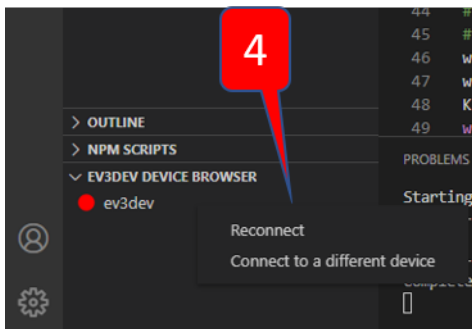 4
44 #
45 #
46 w
47 w
48 K
49 w
OUTLINE
NPM SCRIPTS
EV3DEV DEVICE BROWSER
ev3dev
PROBLEMS
Starting
Reconnect
Connect to a different device